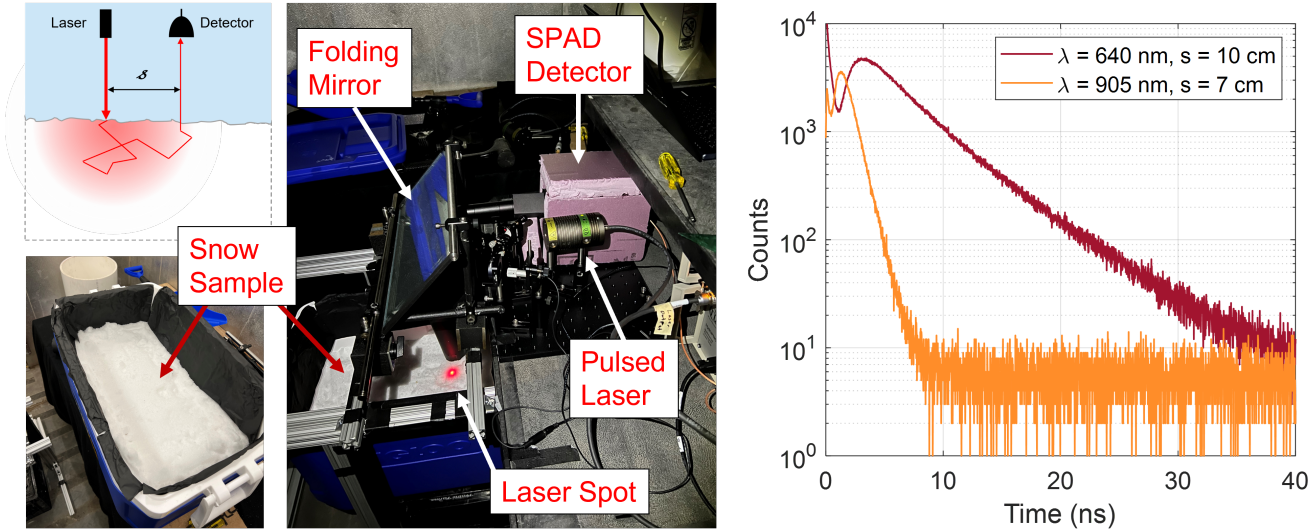 Laser
Detector
𝓈
Snow
Sample
Folding
Mirror
SPAD
Detector
Pulsed
Laser
Laser Spot
λ = 640 nm, s = 10 cm
λ = 905 nm, s = 7 cm
Counts
10⁴
10³
10²
10¹
10⁰
0
10
20
30
40
Time (ns)